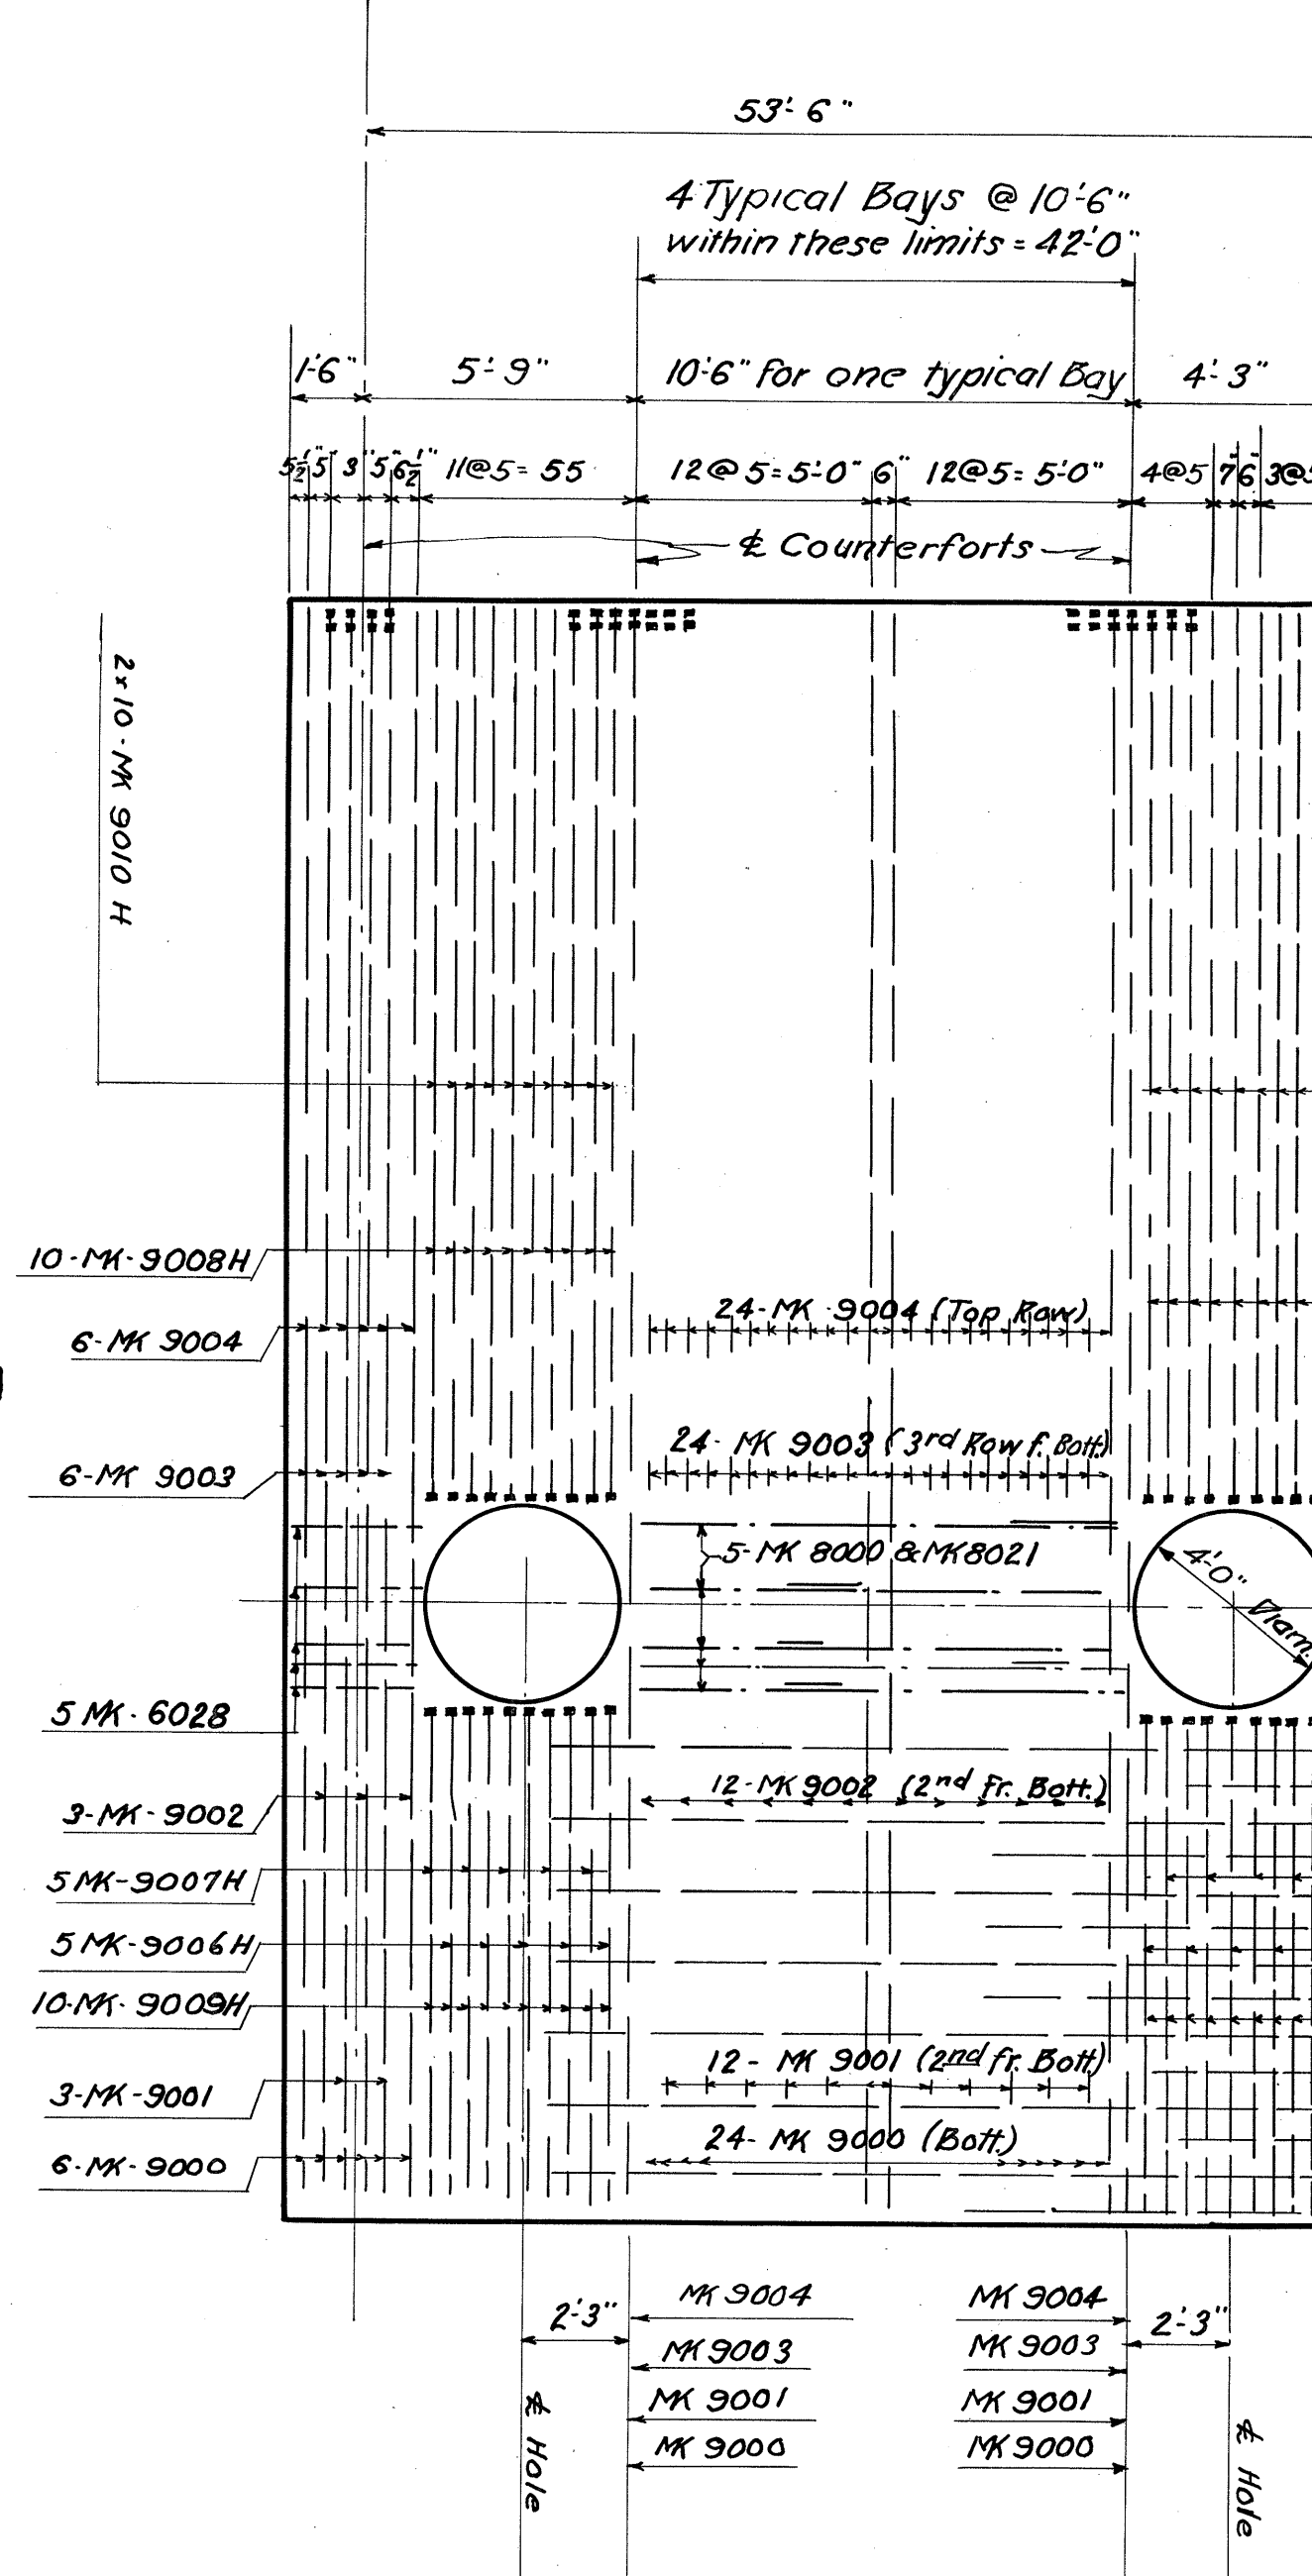 53'-6"
4 Typical Bays @ 10'-6"
within these limits = 42'-0"
1'-6"
5'-9"
10'-6" for one typical Bay
4'-3"
5½" 5" 3" 5" 6½" 11@5= 55
12@5=5'-0" 6" 12@5=5'-0"
4@5 7" 6" 3@5
℄ Counterforts
2x10-MK 9010 H
10-MK-9008H
6-MK 9004
24-MK 9004 (Top Row)
6-MK 9003
24-MK 9003 (3rd Row f. Bott.)
5-MK 8000 & MK8021
4'-0" Diam.
5 MK-6028
3-MK-9002
12-MK 9002 (2nd Fr. Bott.)
5 MK-9007H
5 MK-9006H
10-MK-9009H
12-MK 9001 (2nd fr. Bott.)
3-MK-9001
24-MK 9000 (Bott.)
6-MK-9000
2'-3"
MK 9004
MK 9003
MK 9001
MK 9000
MK 9004
MK 9003
MK 9001
MK 9000
2'-3"
℄ Hole
℄ Hole